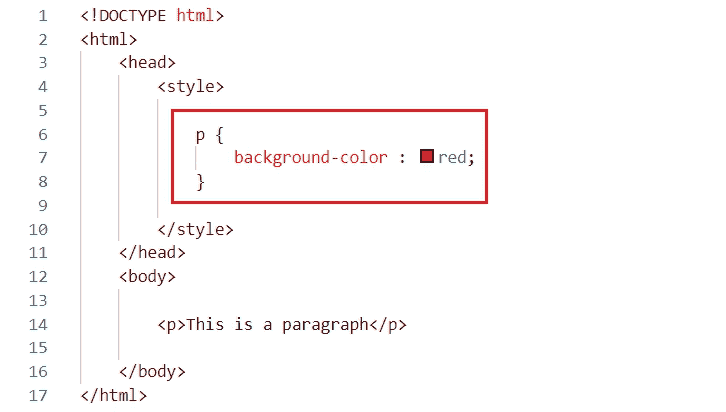 1 <!DOCTYPE html>
2 <html>
3 <head>
4 <style>
5
6 p {
7 background-color : red;
8 }
9
10 </style>
11 </head>
12 <body>
13
14 <p>This is a paragraph</p>
15
16 </body>
17 </html>